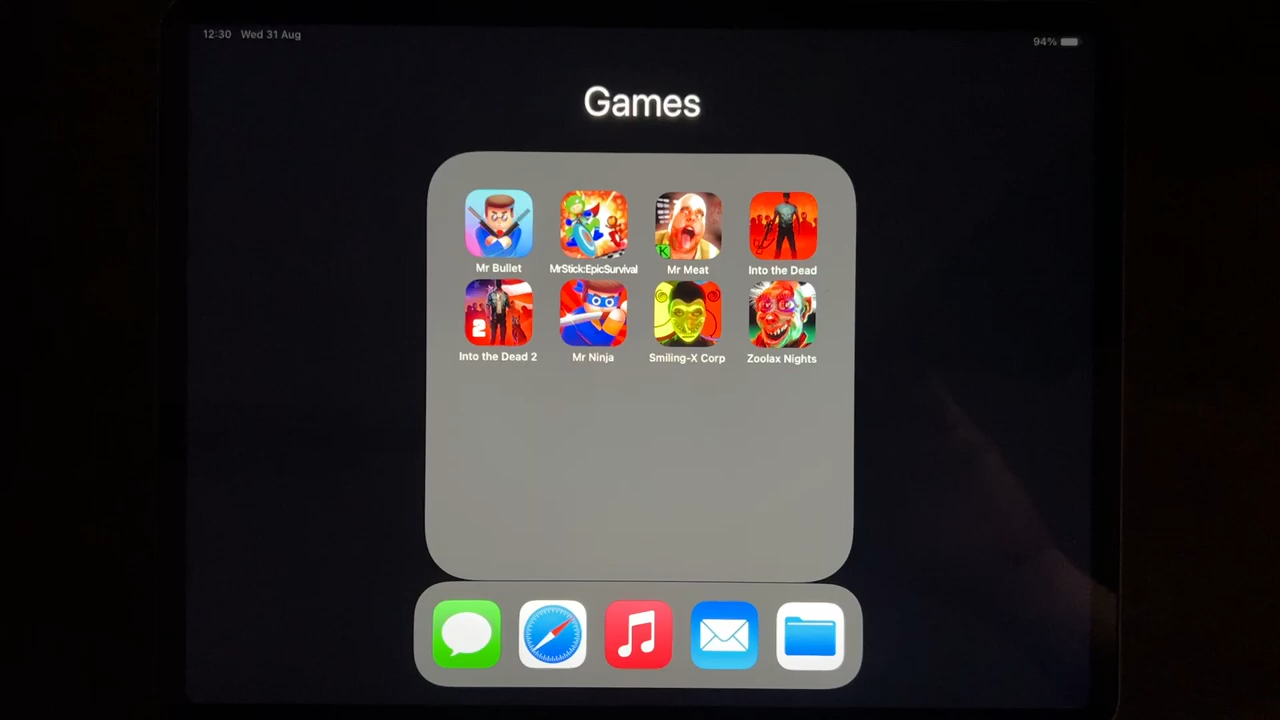 12:30 Wed 31 Aug
94%
Games
Mr Bullet
MrStick:EpicSurvival
Mr Meat
Into the Dead
K
2
Into the Dead 2
Mr Ninja
Smiling-X Corp
Zoolax Nights